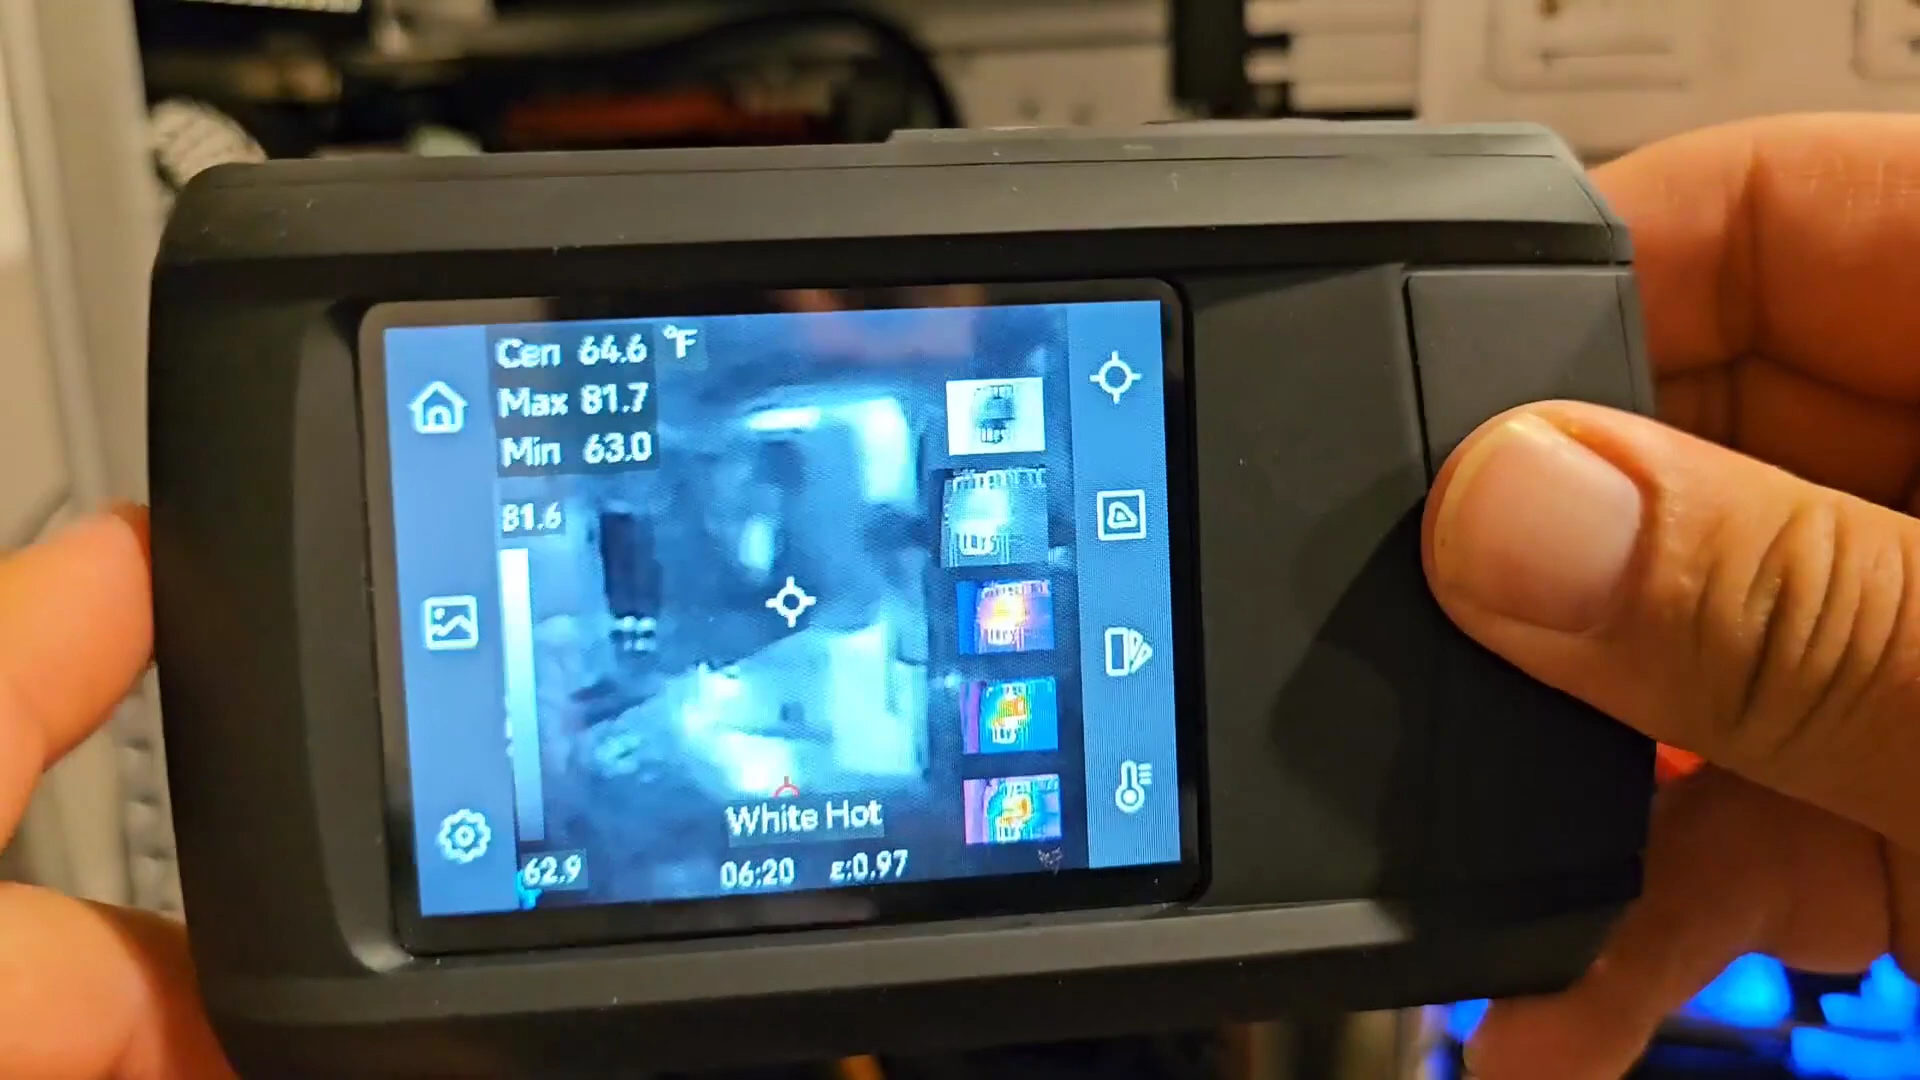 Cen 64.6 °F
Max 81.7
Min 63.0
81.6
White Hot
62.9
06:20 ε:0.97